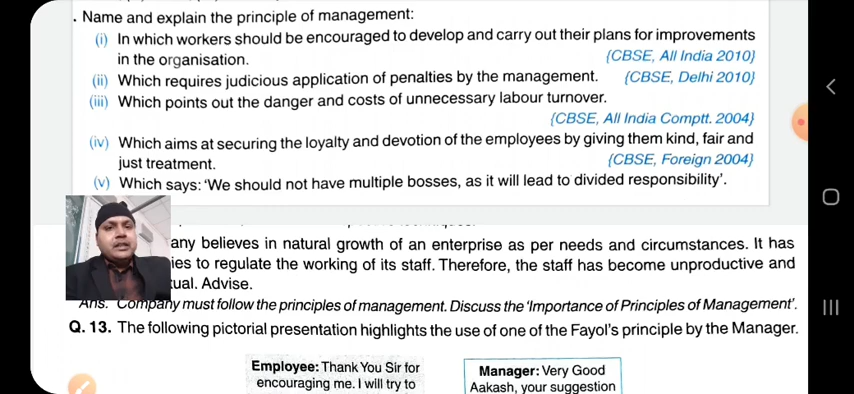 . Name and explain the principle of management:
(i) In which workers should be encouraged to develop and carry out their plans for improvements
in the organisation. {CBSE, All India 2010}
(ii) Which requires judicious application of penalties by the management. {CBSE, Delhi 2010}
(iii) Which points out the danger and costs of unnecessary labour turnover.
{CBSE, All India Comptt. 2004}
(iv) Which aims at securing the loyalty and devotion of the employees by giving them kind, fair and
just treatment. {CBSE, Foreign 2004}
(v) Which says: 'We should not have multiple bosses, as it will lead to divided responsibility'.
any believes in natural growth of an enterprise as per needs and circumstances. It has
ies to regulate the working of its staff. Therefore, the staff has become unproductive and
ual. Advise.
Ans. Company must follow the principles of management. Discuss the 'Importance of Principles of Management'.
Q. 13. The following pictorial presentation highlights the use of one of the Fayol's principle by the Manager.
Employee: Thank You Sir for
encouraging me. I will try to
Manager: Very Good
Aakash, your suggestion